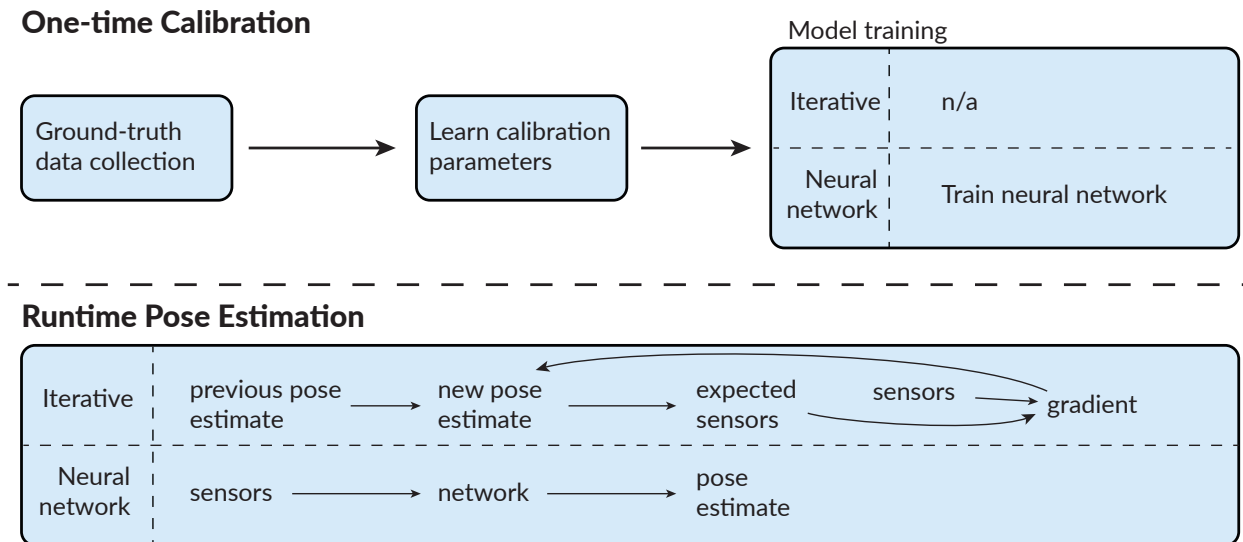 One-time Calibration
Model training
Ground-truth
data collection
Learn calibration
parameters
Iterative
n/a
Neural
network
Train neural network
Runtime Pose Estimation
Iterative
previous pose
estimate
new pose
estimate
expected
sensors
sensors
gradient
Neural
network
sensors
network
pose
estimate